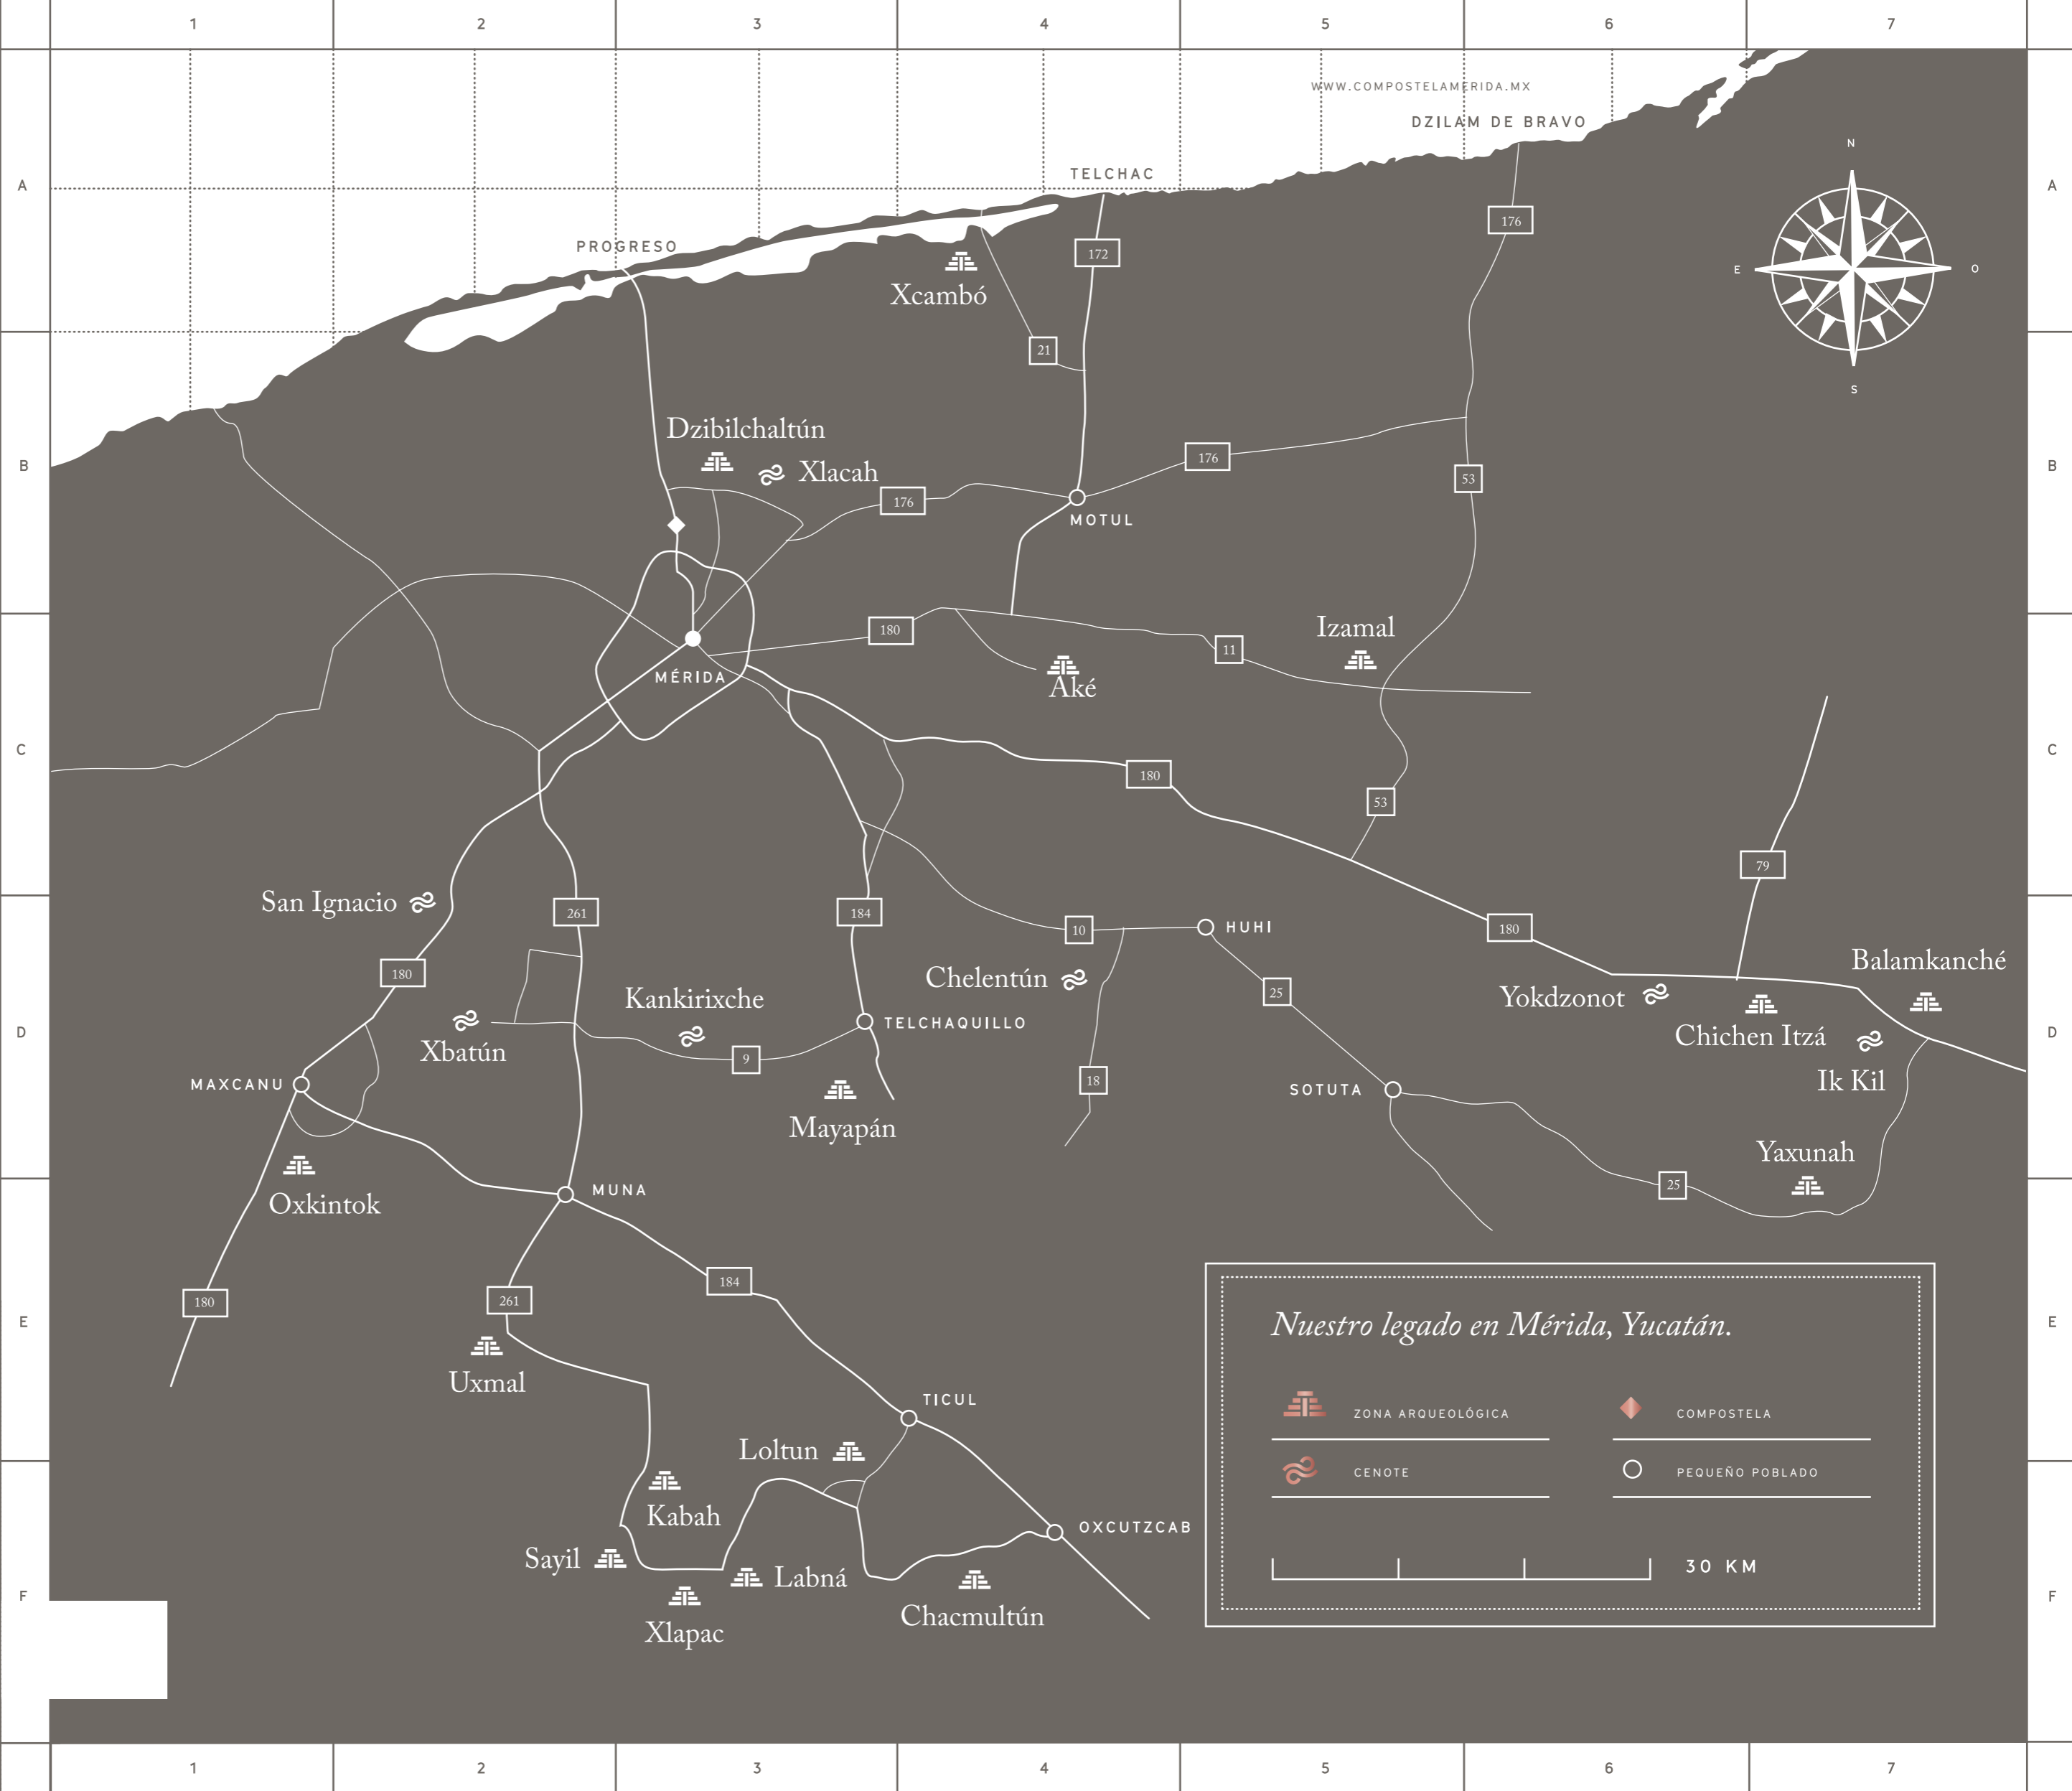 1 2 3 4 5 6 7
WWW.COMPOSTELAMERIDA.MX
DZILAM DE BRAVO
N
TELCHAC
A A
176
PROGRESO
172
E O
Xcambó
21
S
Dzibilchaltún
176
B B
Xlacah
53
176
MOTUL
180
Izamal
11
MÉRIDA
Aké
C C
180
53
79
San Ignacio
261
184
10
HUHI
180
Balamkanché
180
Chelentún
25
Kankirixche
Yokdzonot
Xbatún
TELCHAQUILLO
D D
Chichen Itzá
9
MAXCANU
18
Ik Kil
SOTUTA
Mayapán
Yaxunah
Oxkintok
MUNA
25
184
261
180
E E
Nuestro legado en Mérida, Yucatán.
Uxmal
TICUL
ZONA ARQUEOLÓGICA
COMPOSTELA
Loltun
CENOTE
PEQUEÑO POBLADO
Kabah
OXCUTZCAB
Sayil
30 KM
Labná
F F
Chacmultún
Xlapac
1 2 3 4 5 6 7